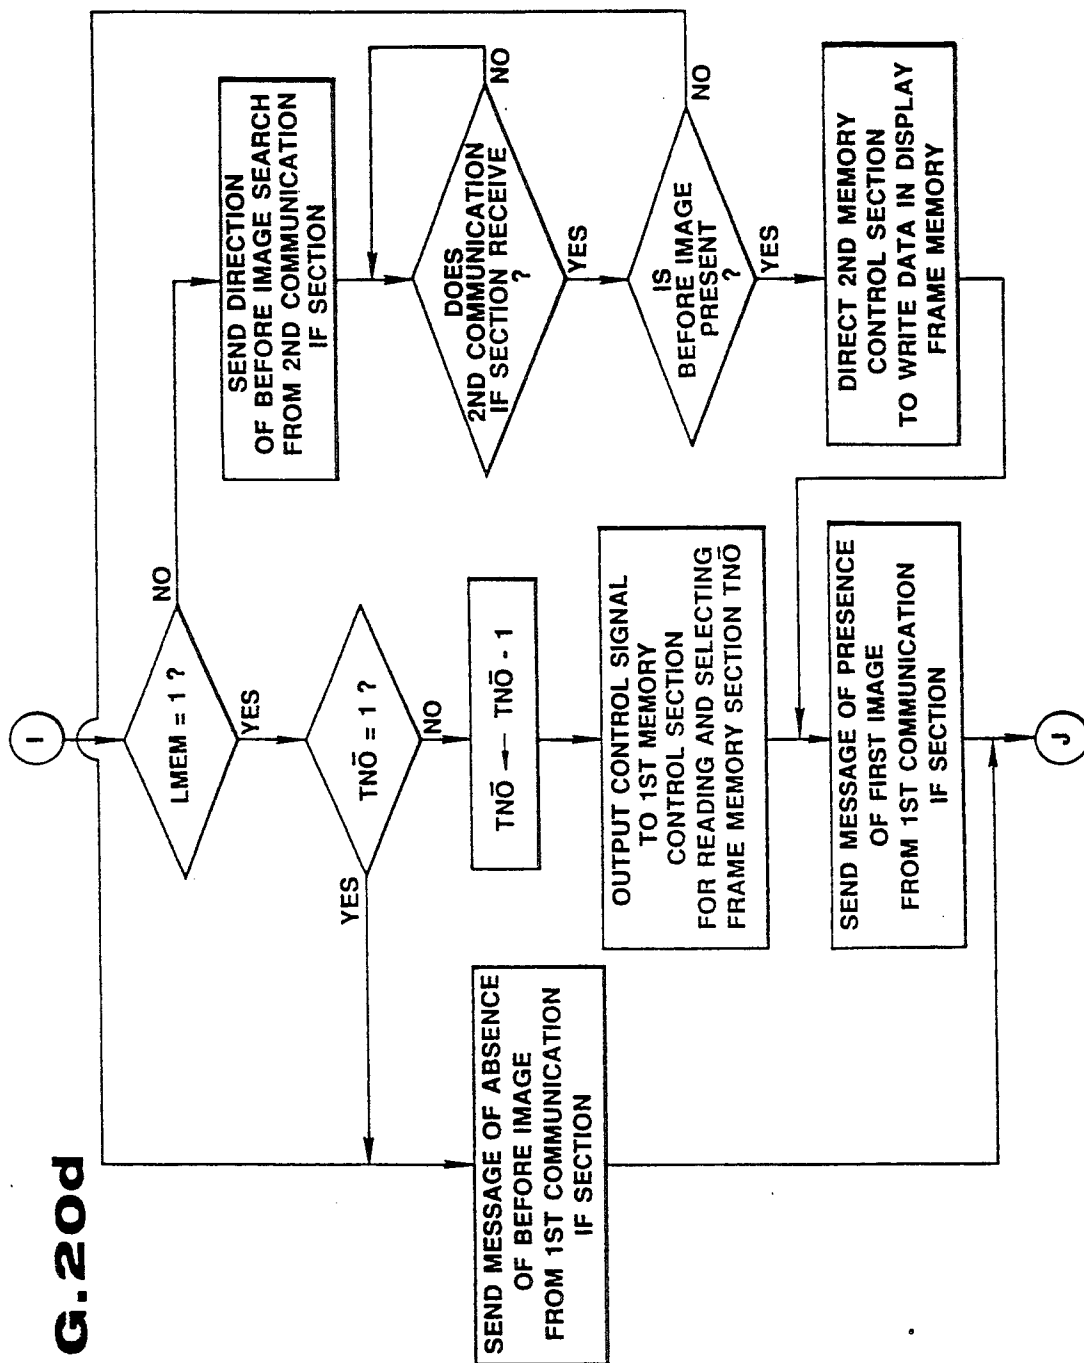 G.20d
I
LMEM = 1 ?
NO
YES
TNŌ = 1 ?
YES
NO
TNŌ ← TNŌ - 1
OUTPUT CONTROL SIGNAL
TO 1ST MEMORY
CONTROL SECTION
FOR READING AND SELECTING
FRAME MEMORY SECTION TNŌ
SEND MESSAGE OF PRESENCE
OF FIRST IMAGE
FROM 1ST COMMUNICATION
IF SECTION
J
SEND MESSAGE OF ABSENCE
OF BEFORE IMAGE
FROM 1ST COMMUNICATION
IF SECTION
SEND DIRECTION
OF BEFORE IMAGE SEARCH
FROM 2ND COMMUNICATION
IF SECTION
DOES
2ND COMMUNICATION
IF SECTION RECEIVE
?
NO
YES
IS
BEFORE IMAGE
PRESENT
?
NO
YES
DIRECT 2ND MEMORY
CONTROL SECTION
TO WRITE DATA IN DISPLAY
FRAME MEMORY